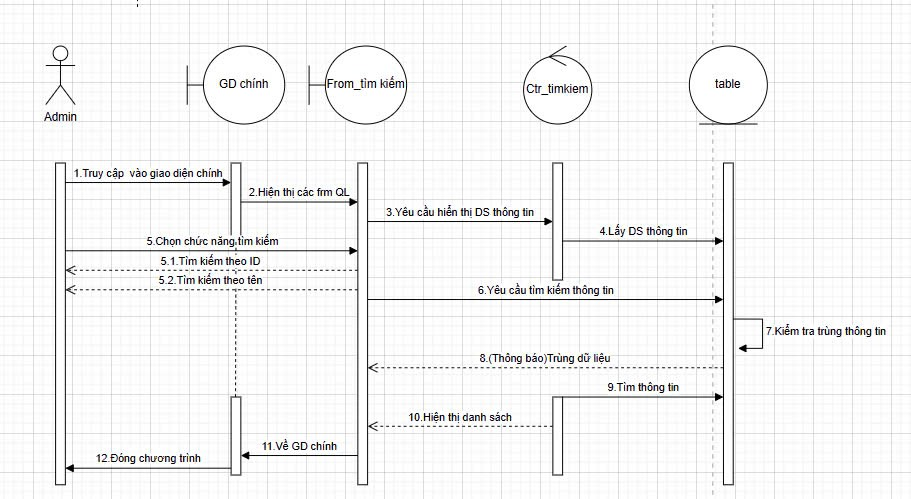 Admin
GD chính
From_tìm kiếm
Ctr_timkiem
table
1.Truy cập vào giao diện chính
2.Hiện thị các frm QL
3.Yêu cầu hiển thị DS thông tin
4.Lấy DS thông tin
5.Chọn chức năng tìm kiếm
5.1.Tìm kiếm theo ID
5.2.Tìm kiếm theo tên
6.Yêu cầu tìm kiếm thông tin
7.Kiểm tra trùng thông tin
8.(Thông báo)Trùng dữ liệu
9.Tìm thông tin
10.Hiện thị danh sách
11.Về GD chính
12.Đóng chương trình